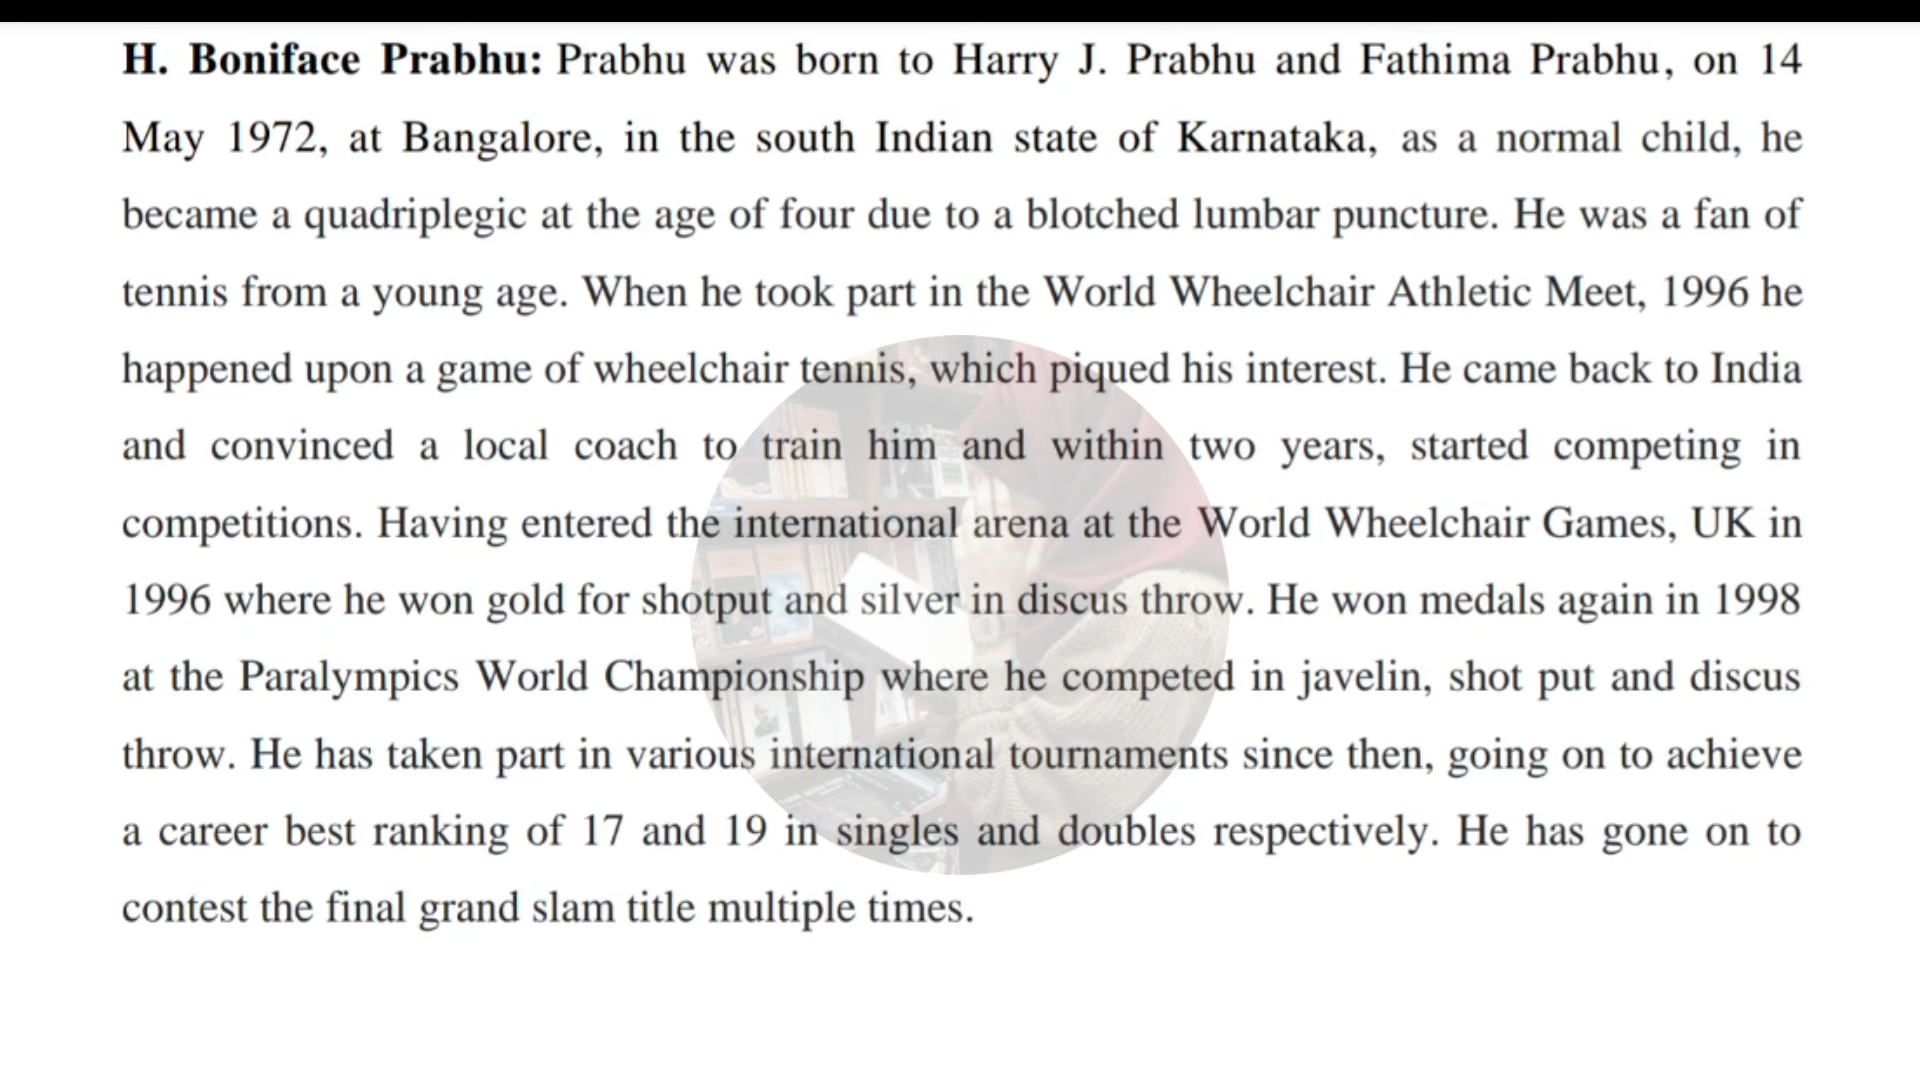 H. Boniface Prabhu: Prabhu was born to Harry J. Prabhu and Fathima Prabhu, on 14
May 1972, at Bangalore, in the south Indian state of Karnataka, as a normal child, he
became a quadriplegic at the age of four due to a blotched lumbar puncture. He was a fan of
tennis from a young age. When he took part in the World Wheelchair Athletic Meet, 1996 he
happened upon a game of wheelchair tennis, which piqued his interest. He came back to India
and convinced a local coach to train him and within two years, started competing in
competitions. Having entered the international arena at the World Wheelchair Games, UK in
1996 where he won gold for shotput and silver in discus throw. He won medals again in 1998
at the Paralympics World Championship where he competed in javelin, shot put and discus
throw. He has taken part in various international tournaments since then, going on to achieve
a career best ranking of 17 and 19 in singles and doubles respectively. He has gone on to
contest the final grand slam title multiple times.